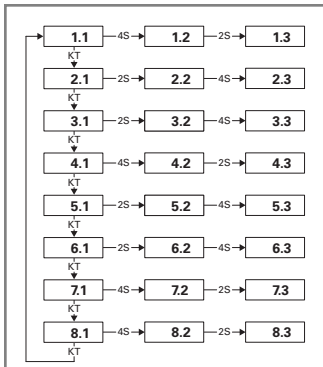 1.1 4S 1.2 2S 1.3
KT
2.1 2S 2.2 4S 2.3
KT
3.1 2S 3.2 4S 3.3
KT
4.1 4S 4.2 2S 4.3
KT
5.1 2S 5.2 4S 5.3
KT
6.1 2S 6.2 4S 6.3
KT
7.1 4S 7.2 2S 7.3
KT
8.1 4S 8.2 2S 8.3
KT